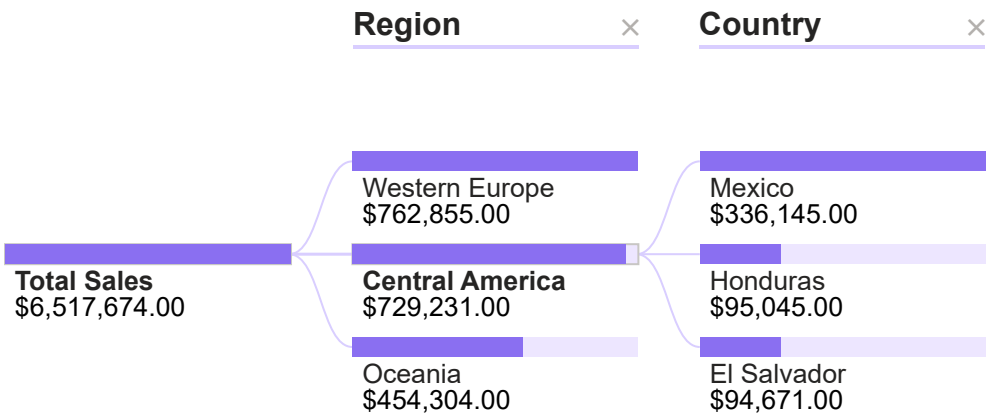 Region
Country
Western Europe
$762,855.00
Mexico
$336,145.00
Total Sales
$6,517,674.00
Central America
$729,231.00
Honduras
$95,045.00
Oceania
$454,304.00
El Salvador
$94,671.00